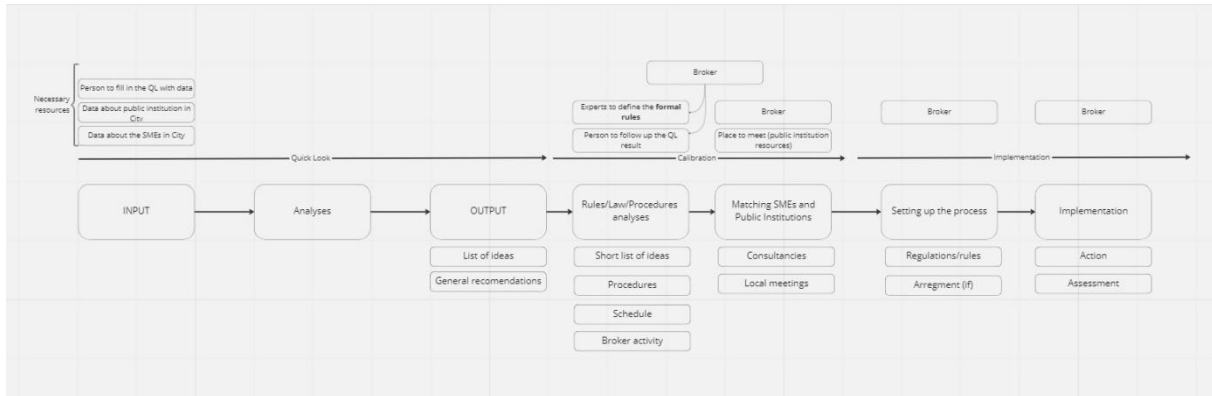 Broker
Necessary
resources
Person to fill in the QL with data
Data about public institution in
City
Data about the SMEs in City
Experts to define the formal
rules
Person to follow up the QL
result
Broker
Place to meet (public institution
resources)
Broker
Broker
Quick Look
Calibration
Implementation
INPUT
Analyses
OUTPUT
Rules/Law/Procedures
analyses
Matching SMEs and
Public Institutions
Setting up the process
Implementation
List of ideas
General recomendations
Short list of ideas
Procedures
Schedule
Broker activity
Consultancies
Local meetings
Regulations/rules
Arregment (if)
Action
Assessment